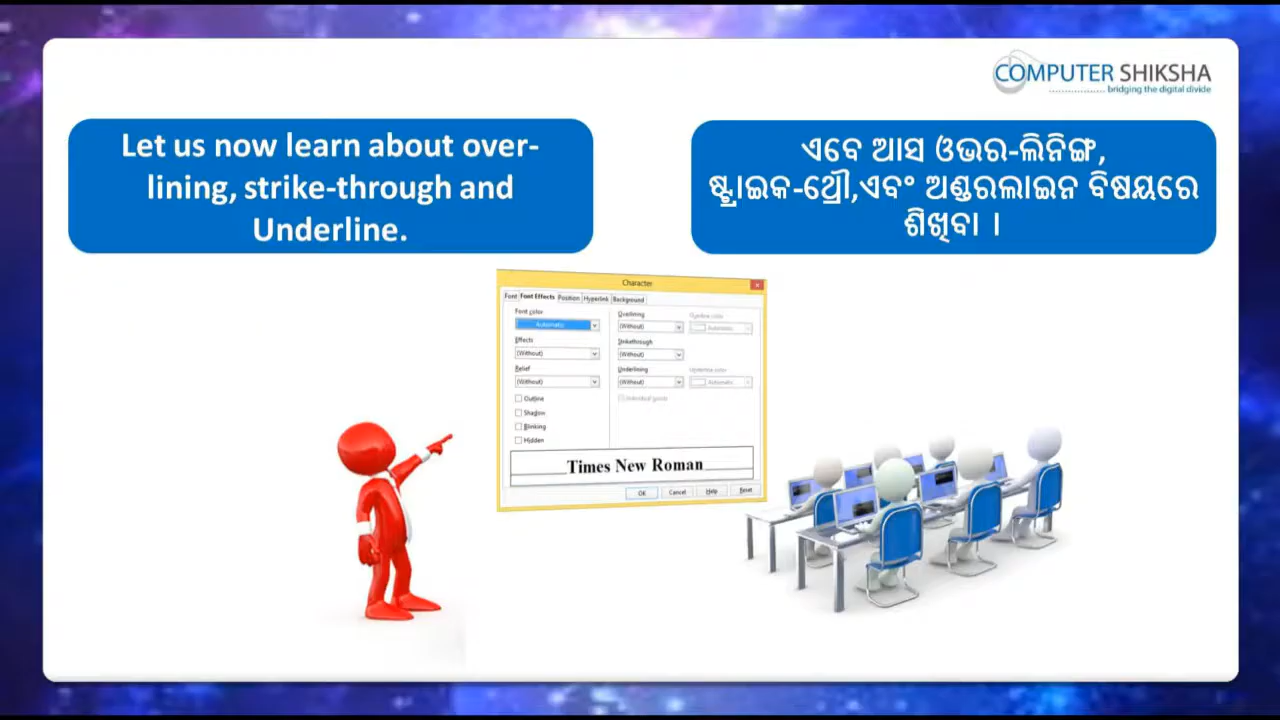 COMPUTER SHIKSHA
bridging the digital divide
Let us now learn about over-
lining, strike-through and
Underline.
ଏବେ ଆସ ଓଭର-ଲିନିଙ୍ଗ,
ଷ୍ଟ୍ରାଇକ-ଥ୍ରୌ,ଏବଂ ଅଣ୍ଡରଲାଇନ ବିଷୟରେ
ଶିଖିବା ।
Character
Font Font Effects Position Hyperlink Background
Font color
Automatic
Effects
(Without)
Relief
(Without)
Outline
Shadow
Blinking
Hidden
Overlining
Overline color
(Without)
Automatic
Strikethrough
(Without)
Underlining
Underline color
(Without)
Automatic
Individual words
Times New Roman
OK Cancel Help Reset